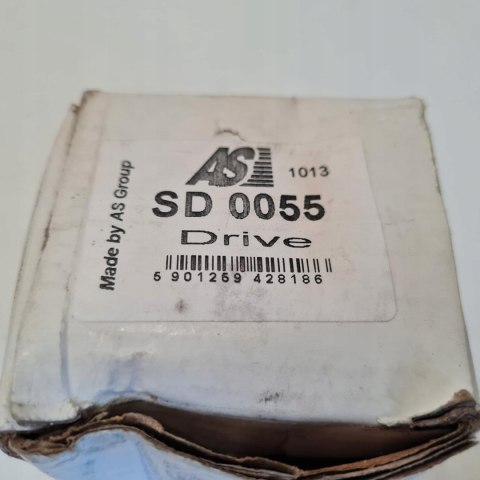 AS
1013
SD 0055
Drive
5 901259 428186
Made by AS Group